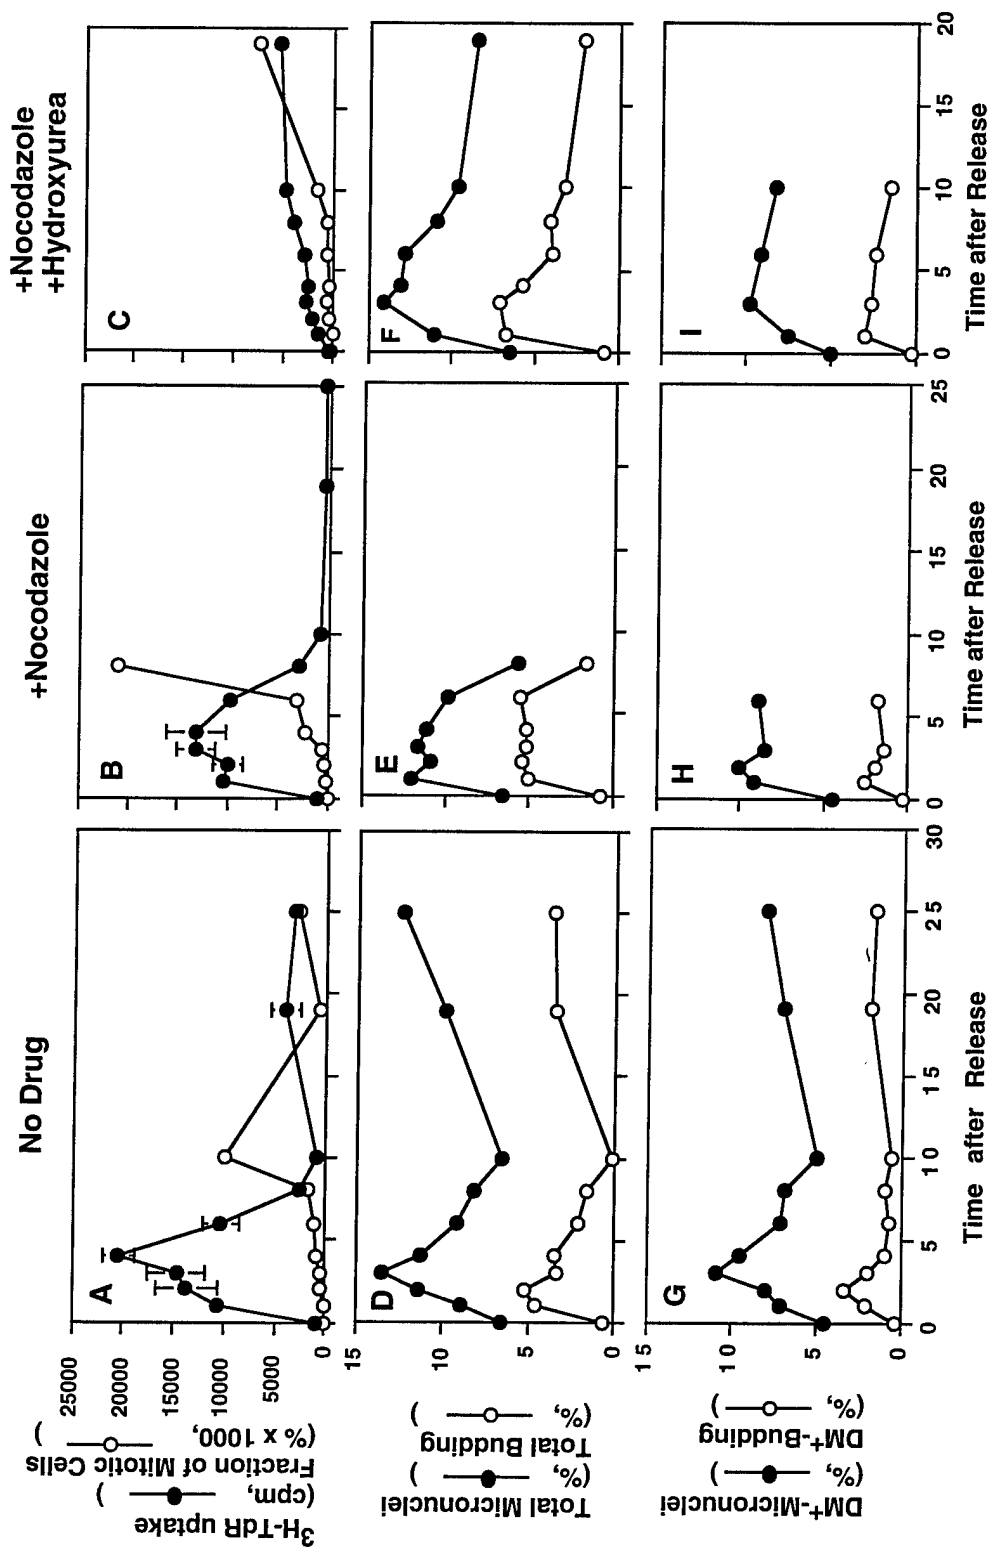 No Drug
+Nocodazole
+Nocodazole
+Hydroxyurea
3H-TdR uptake
(cpm, )
Fraction of Mitotic Cells
(% x 1000, )
25000
20000
15000
10000
5000
0
A
B
C
Total Micronuclei
(%, )
Total Budding
(%, )
15
10
5
0
D
E
F
DM+-Micronuclei
(%, )
DM+-Budding
(%, )
15
10
5
0
G
H
I
0 5 10 15 20 25 30
0 5 10 15 20 25
0 5 10 15 20
Time after Release
Time after Release
Time after Release